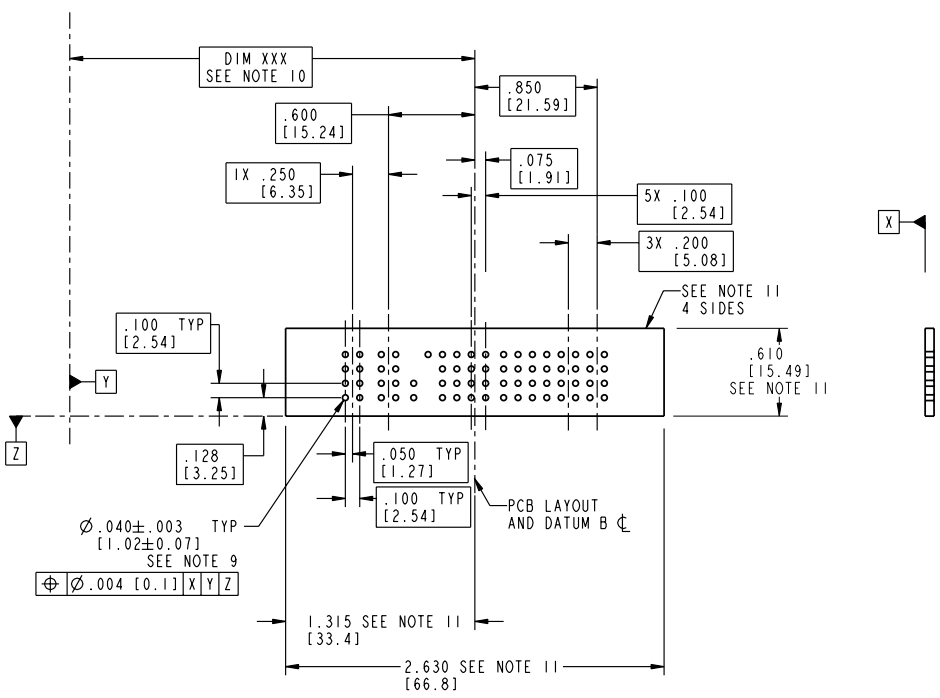 DIM XXX
SEE NOTE 10
.850
[21.59]
.600
[15.24]
.075
[1.91]
1X .250
[6.35]
5X .100
[2.54]
X
3X .200
[5.08]
SEE NOTE 11
4 SIDES
.100 TYP
[2.54]
.610
[15.49]
SEE NOTE 11
Y
Z
.128
[3.25]
.050 TYP
[1.27]
.100 TYP
[2.54]
PCB LAYOUT
AND DATUM B ℄
Ø.040±.003 TYP
[1.02±0.07]
SEE NOTE 9
⌖ Ø.004 [0.1] X Y Z
1.315 SEE NOTE 11
[33.4]
2.630 SEE NOTE 11
[66.8]